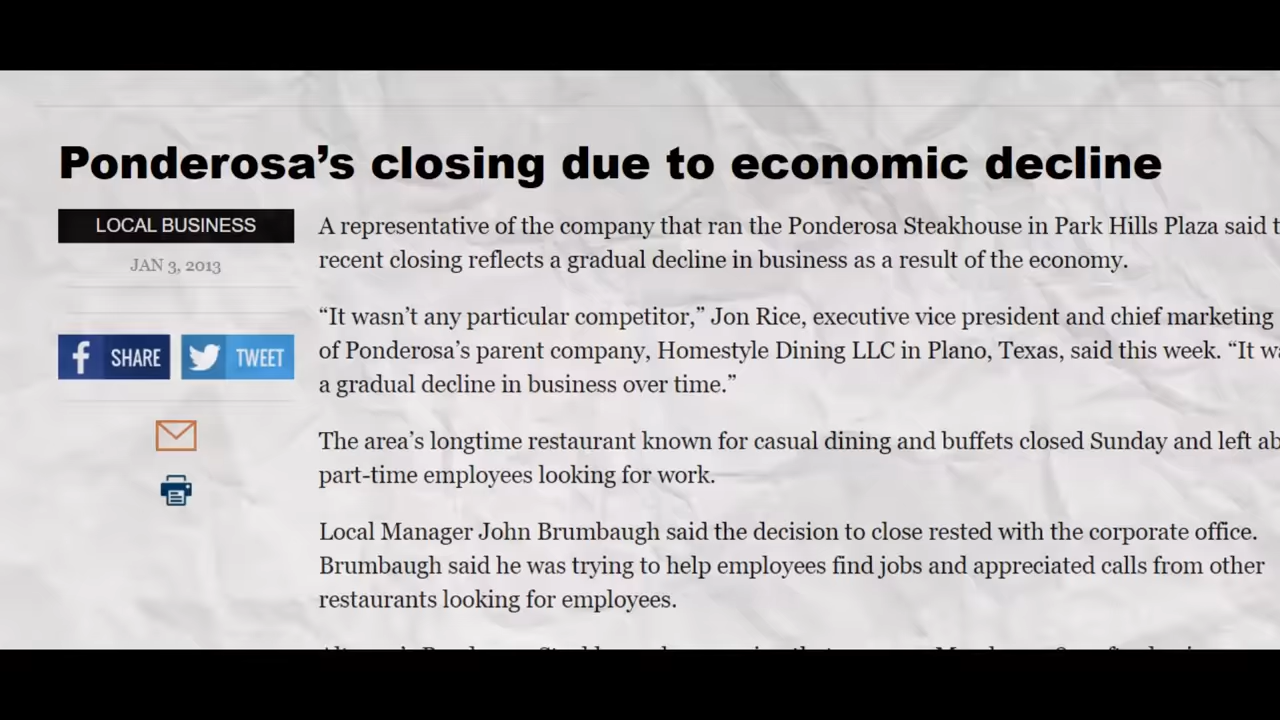 Ponderosa’s closing due to economic decline
LOCAL BUSINESS
JAN 3, 2013
SHARE
TWEET
A representative of the company that ran the Ponderosa Steakhouse in Park Hills Plaza said
recent closing reflects a gradual decline in business as a result of the economy.
“It wasn’t any particular competitor,” Jon Rice, executive vice president and chief marketing
of Ponderosa’s parent company, Homestyle Dining LLC in Plano, Texas, said this week. “It
a gradual decline in business over time.”
The area’s longtime restaurant known for casual dining and buffets closed Sunday and left
part-time employees looking for work.
Local Manager John Brumbaugh said the decision to close rested with the corporate office.
Brumbaugh said he was trying to help employees find jobs and appreciated calls from other
restaurants looking for employees.